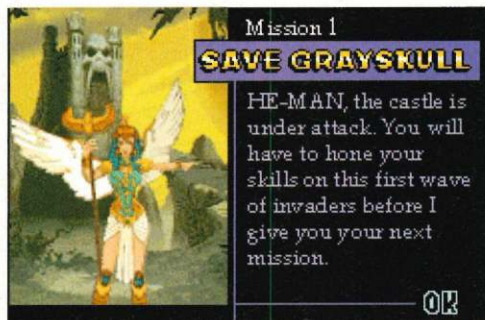 Mission 1
SAVE GRAYSKULL
HE-MAN, the castle is
under attack. You will
have to hone your
skills on this first wave
of invaders before I
give you your next
mission.
OK